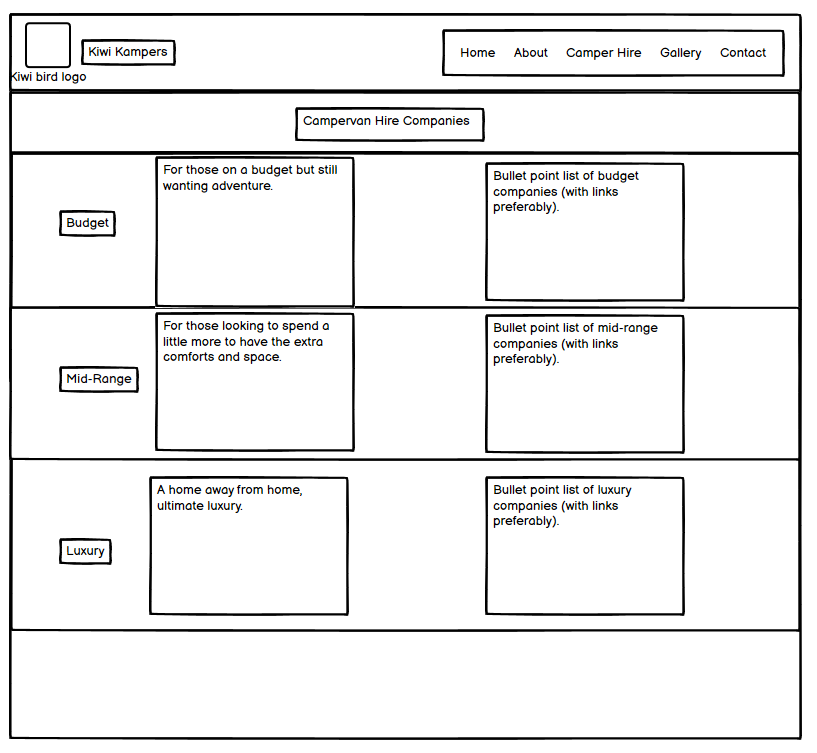 Kiwi Kampers
Home About Camper Hire Gallery Contact
Kiwi bird logo
Campervan Hire Companies
Budget
For those on a budget but still
wanting adventure.
Bullet point list of budget
companies (with links
preferably).
Mid-Range
For those looking to spend a
little more to have the extra
comforts and space.
Bullet point list of mid-range
companies (with links
preferably).
Luxury
A home away from home,
ultimate luxury.
Bullet point list of luxury
companies (with links
preferably).